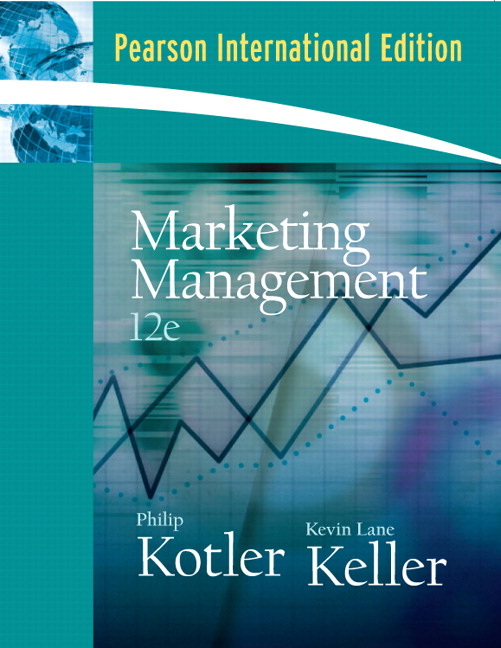 Pearson International Edition
Marketing
Management
12e
Philip
Kotler
Kevin Lane
Keller